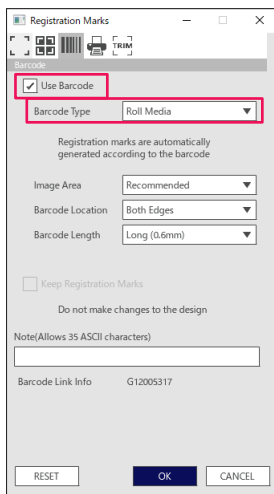 Registration Marks
TRIM
Barcode
Use Barcode
Barcode Type Roll Media
Registration marks are automatically
generated according to the barcode
Image Area Recommended
Barcode Location Both Edges
Barcode Length Long (0.6mm)
Keep Registration Marks
Do not make changes to the design
Note(Allows 35 ASCII characters)
Barcode Link Info G12005317
RESET OK CANCEL